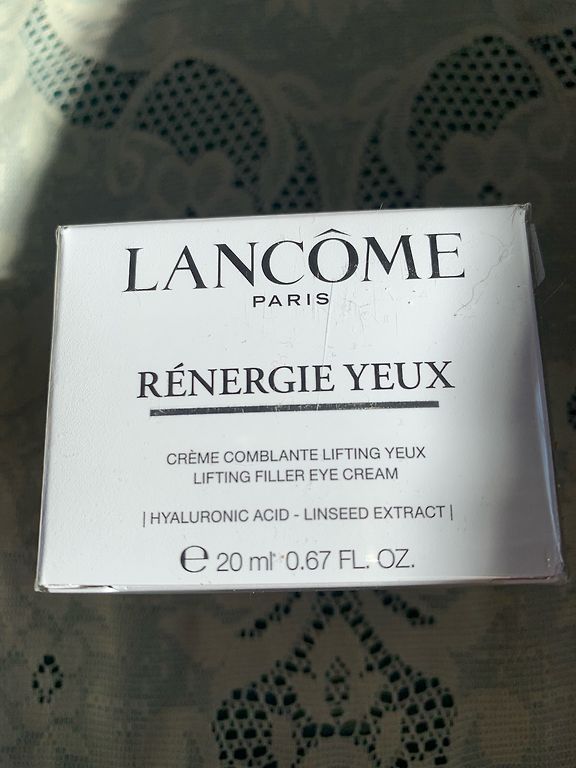 LANCÔME
PARIS
RÉNERGIE YEUX
CRÈME COMBLANTE LIFTING YEUX
LIFTING FILLER EYE CREAM
| HYALURONIC ACID - LINSEED EXTRACT |
℮ 20 ml 0.67 FL. OZ.